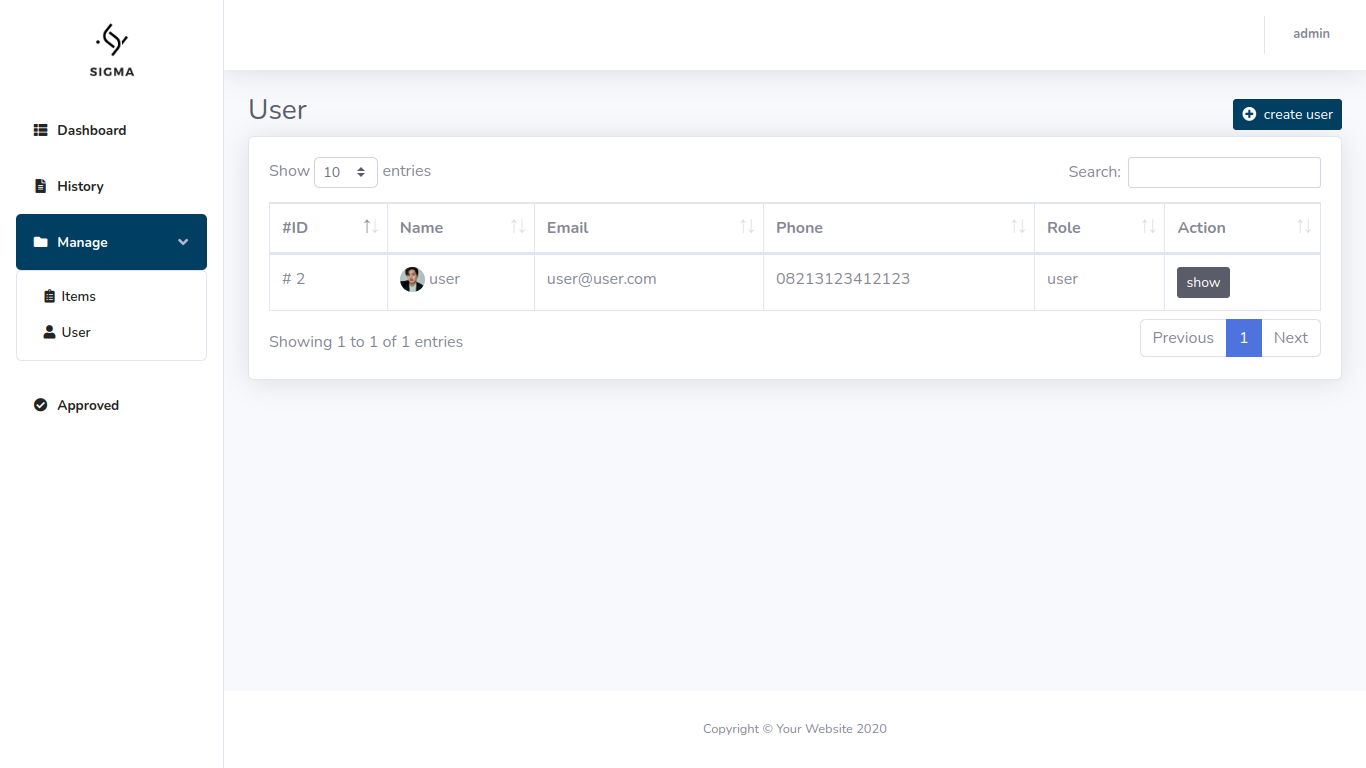 SIGMA
admin
Dashboard
History
Manage
Items
User
Approved
User
create user
Show 10 entries
Search:
#ID Name Email Phone Role Action
# 2 user user@user.com 08213123412123 user show
Showing 1 to 1 of 1 entries
Previous 1 Next
Copyright © Your Website 2020